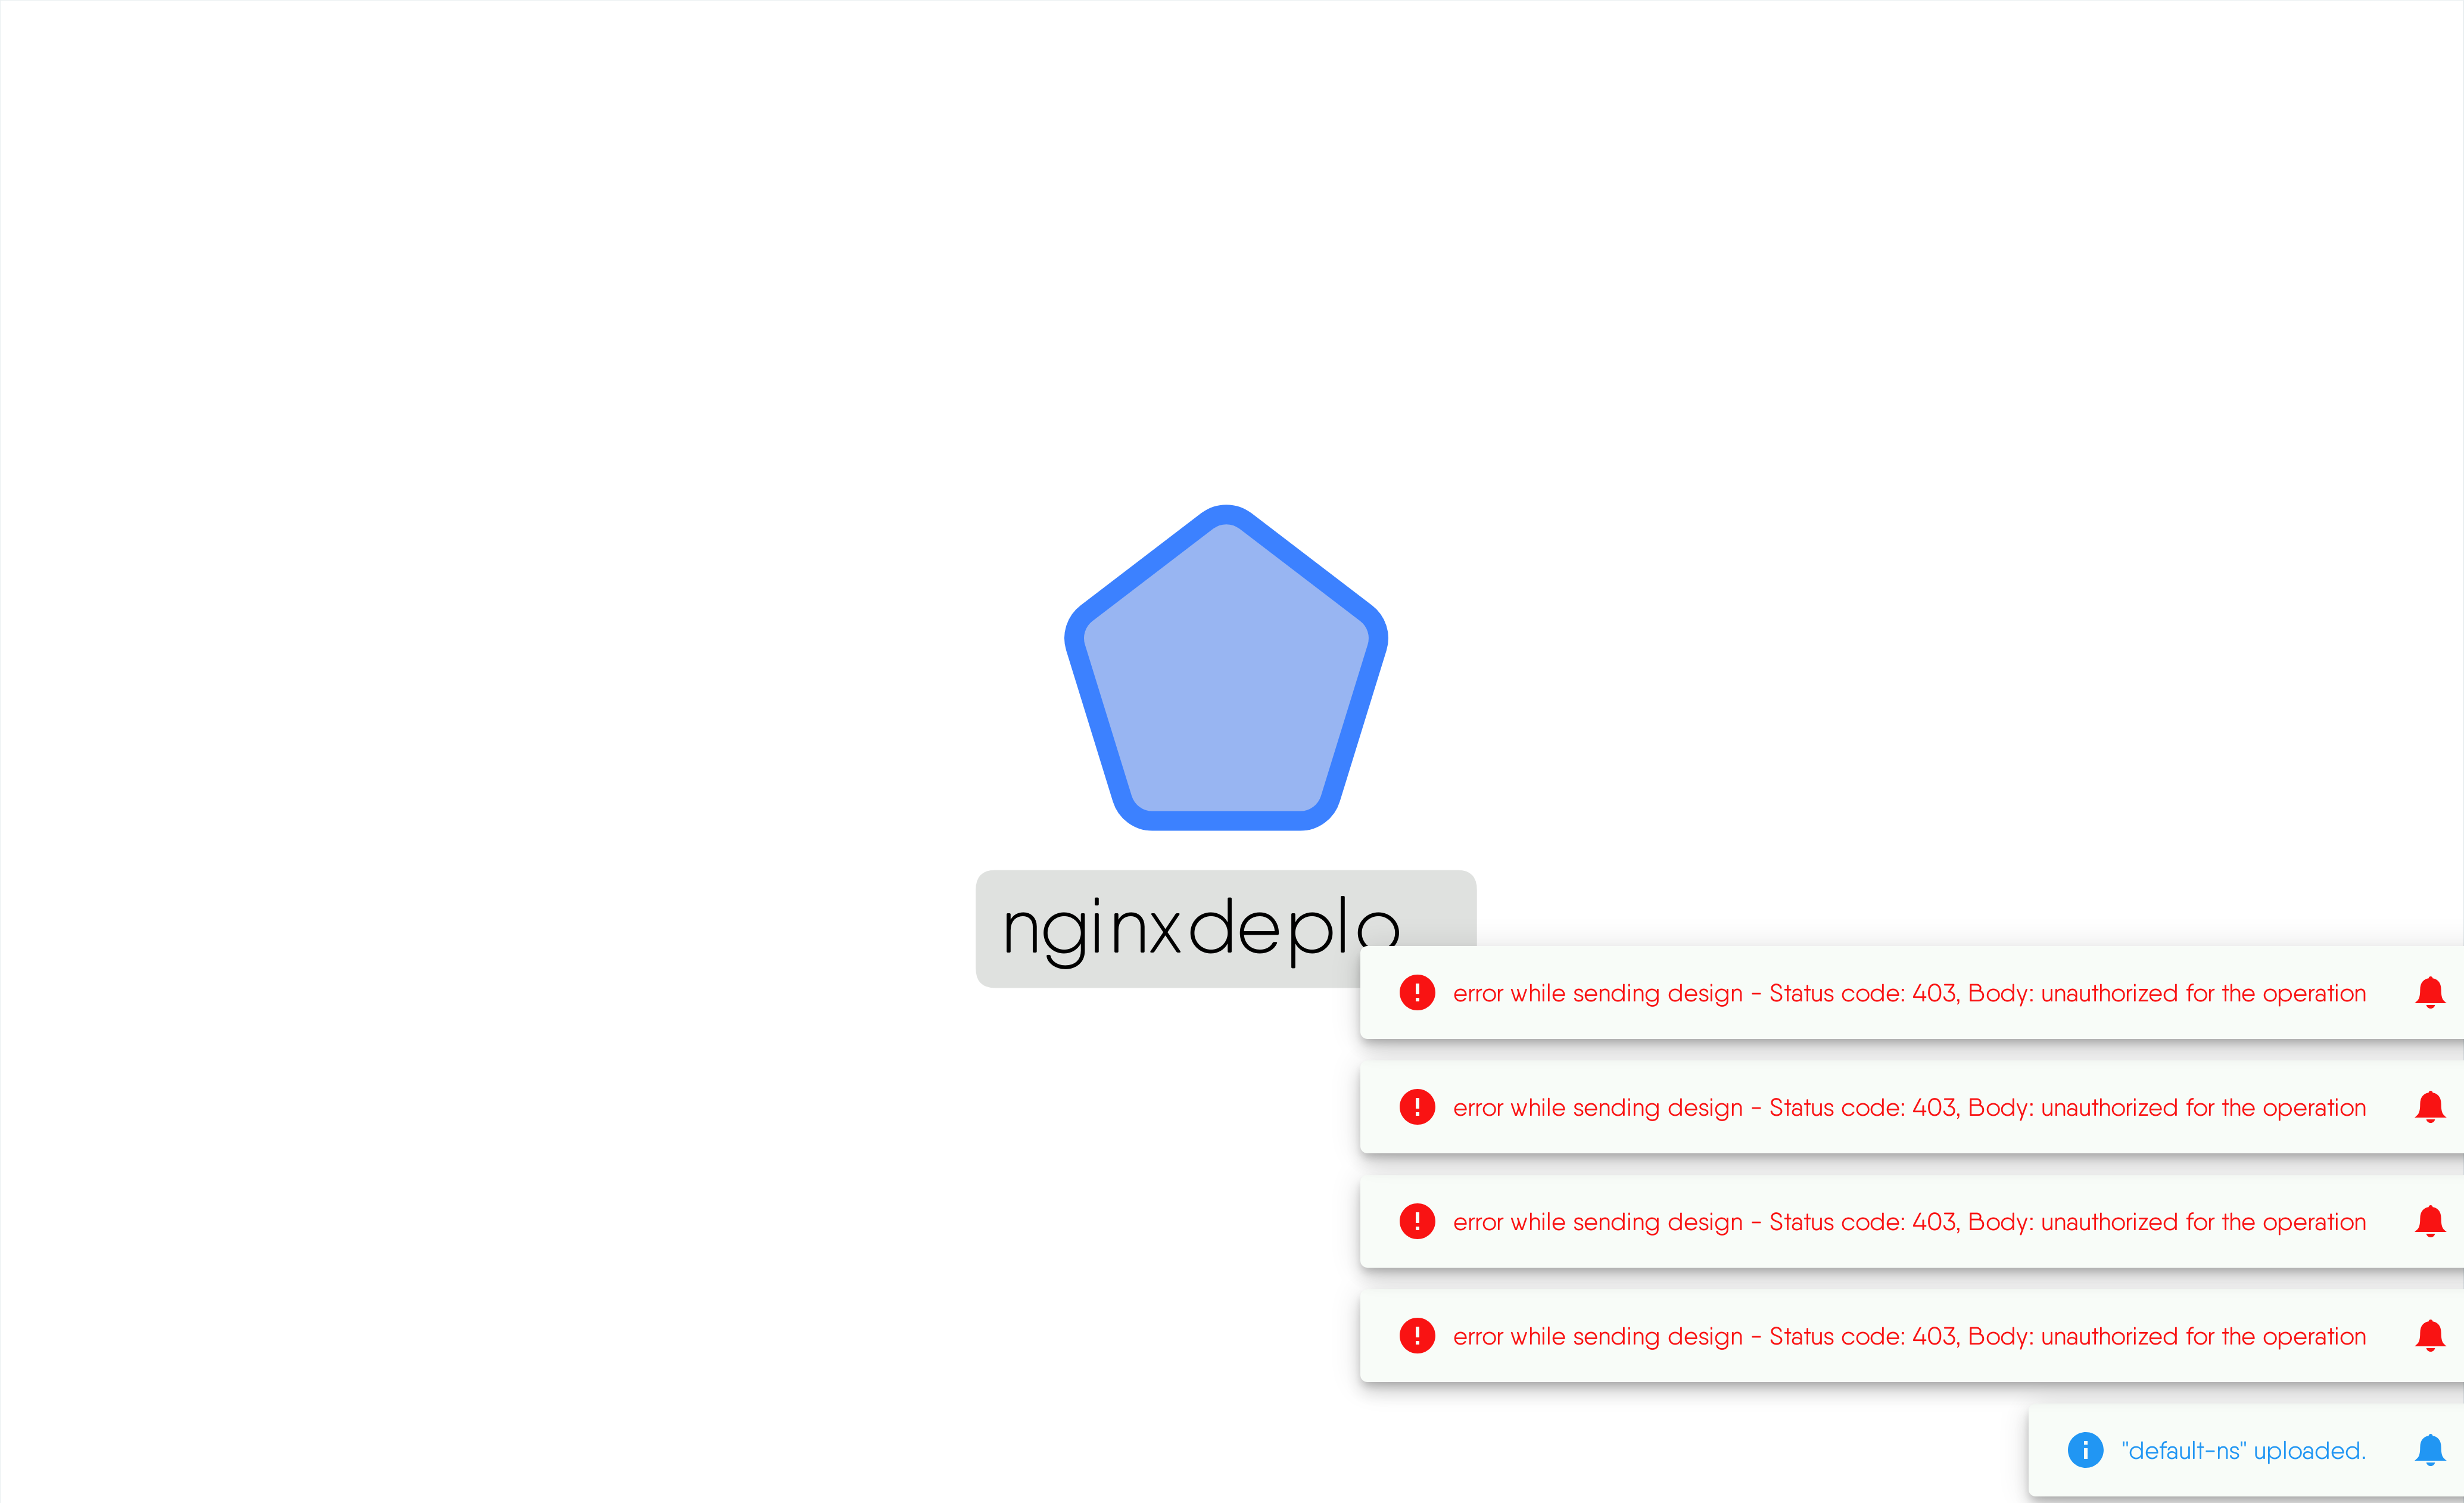 nginxdeplo
error while sending design - Status code: 403, Body: unauthorized for the operation
error while sending design - Status code: 403, Body: unauthorized for the operation
error while sending design - Status code: 403, Body: unauthorized for the operation
error while sending design - Status code: 403, Body: unauthorized for the operation
"default-ns" uploaded.